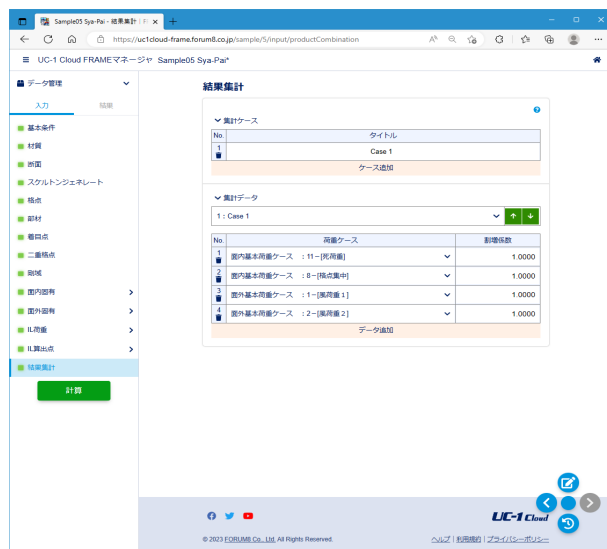 Sample05 Sya-Pai - 結果集計 | F
https://uc1cloud-frame.forum8.co.jp/sample/5/input/productCombination
UC-1 Cloud FRAMEマネージャ Sample05 Sya-Pai*
データ管理
入力 結果
基本条件
材質
断面
スケルトンジェネレート
格点
部材
着目点
二重格点
剛域
面内固有
面外固有
IL荷重
IL算出点
結果集計
計算
結果集計
集計ケース
No. タイトル
1 Case 1
ケース追加
集計データ
1 : Case 1
No. 荷重ケース 割増係数
1 面内基本荷重ケース : 11-[死荷重] 1.0000
2 面内基本荷重ケース : 8-[格点集中] 1.0000
3 面外基本荷重ケース : 1-[風荷重1] 1.0000
4 面外基本荷重ケース : 2-[風荷重2] 1.0000
データ追加
UC-1 Cloud
© 2023 FORUM8 Co., Ltd. All Rights Reserved.
ヘルプ | 利用規約 | プライバシーポリシー